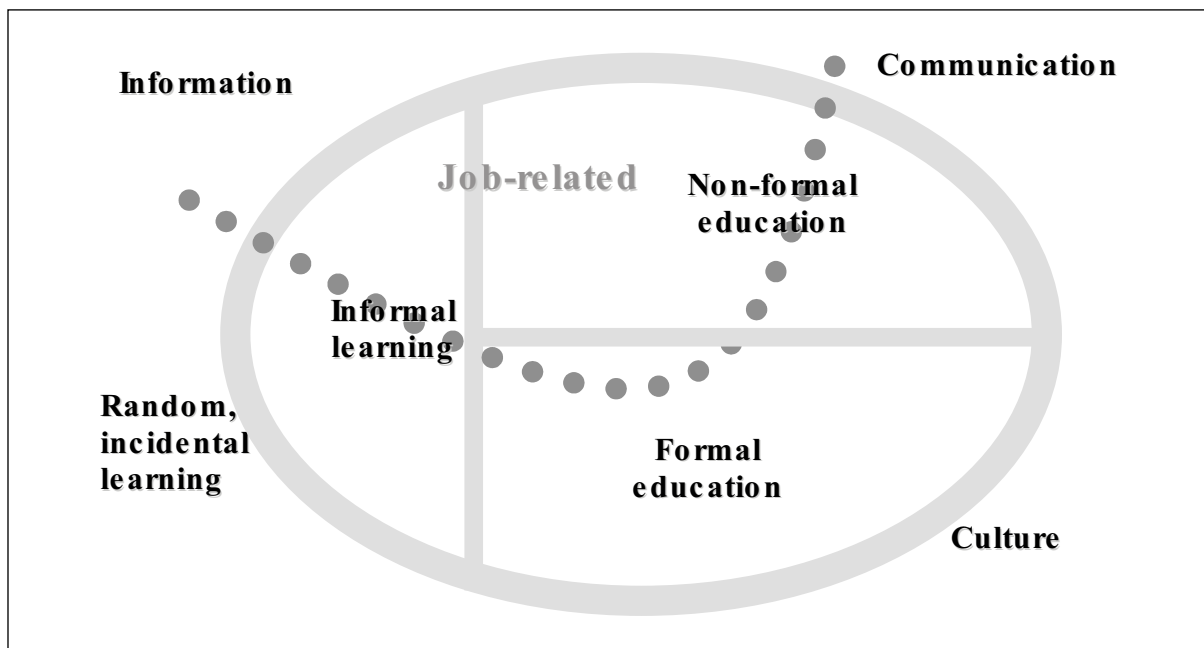 Information
Communication
Job-related
Non-formal
education
Informal
learning
Random,
incidental
learning
Formal
education
Culture